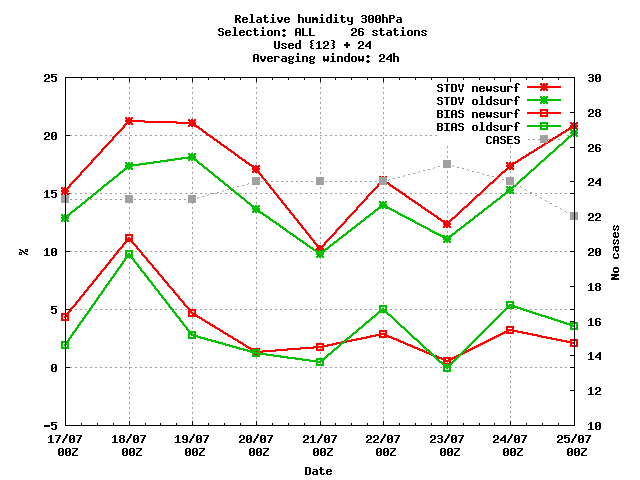 Relative humidity 300hPa
Selection: ALL     26 stations
Used {12} + 24
Averaging window: 24h
25 30
STDV newsurf
STDV oldsurf
BIAS newsurf
BIAS oldsurf
CASES
28
20 26
24
15
22
% 10 20 No cases
18
5
16
14
0
12
-5 10
17/07 18/07 19/07 20/07 21/07 22/07 23/07 24/07 25/07
00Z 00Z 00Z 00Z 00Z 00Z 00Z 00Z 00Z
Date